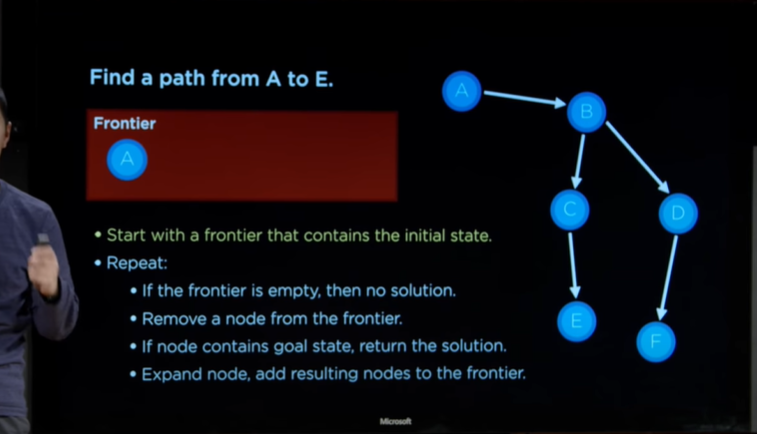 Find a path from A to E.
Frontier
A
• Start with a frontier that contains the initial state.
• Repeat:
• If the frontier is empty, then no solution.
• Remove a node from the frontier.
• If node contains goal state, return the solution.
• Expand node, add resulting nodes to the frontier.
A
B
C
D
E
F
Microsoft